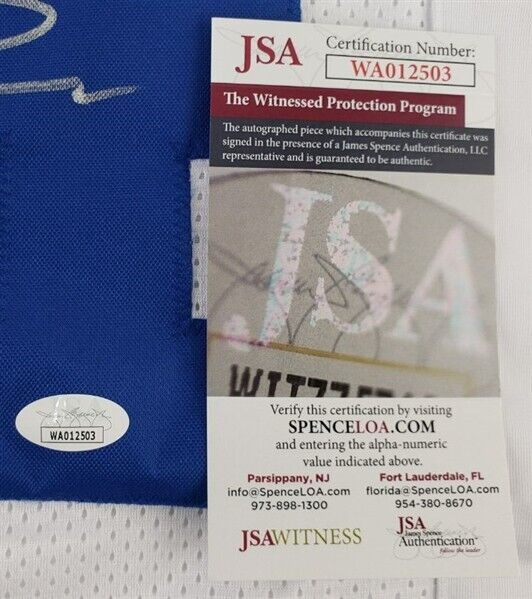 JSA
Certification Number:
WA012503
The Witnessed Protection Program
The autographed piece which accompanies this certificate was
signed in the presence of a James Spence Authentication, LLC
representative and is guaranteed to be authentic.
JSA
Verify this certification by visiting
SPENCELOA.COM
and entering the alpha-numeric
value indicated above.
Parsippany, NJ
info@SpenceLOA.com
973-898-1300
Fort Lauderdale, FL
florida@SpenceLOA.com
954-380-8670
JSAWITNESS
JSA
James Spence
Authentication
follow the leader
WA012503